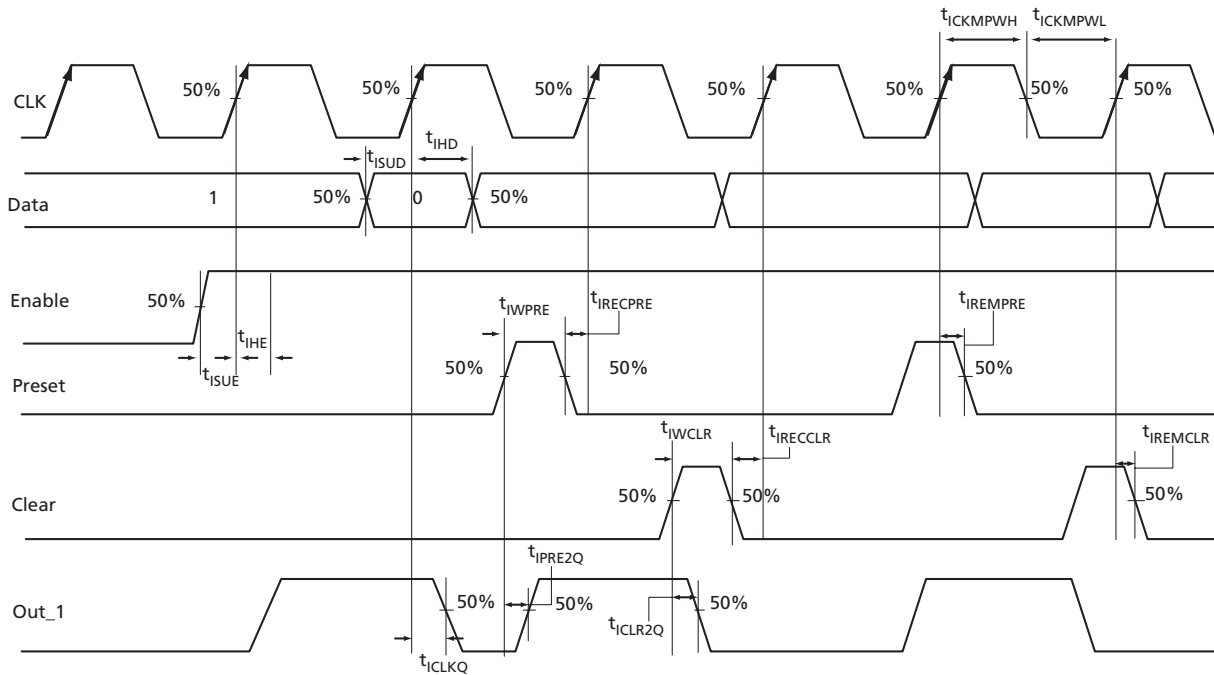 tICKMPWH tICKMPWL
CLK 50% 50% 50% 50% 50% 50% 50%
tISUD tIHD
Data 1 50% 0 50%
Enable 50%
tIWPRE tIRECPRE tIREMPRE
tIHE
tISUE
Preset 50% 50% 50%
tIWCLR tIRECCLR tIREMCLR
Clear 50% 50% 50%
tIPRE2Q
Out_1 50% 50% 50%
tICLR2Q
tICLKQ